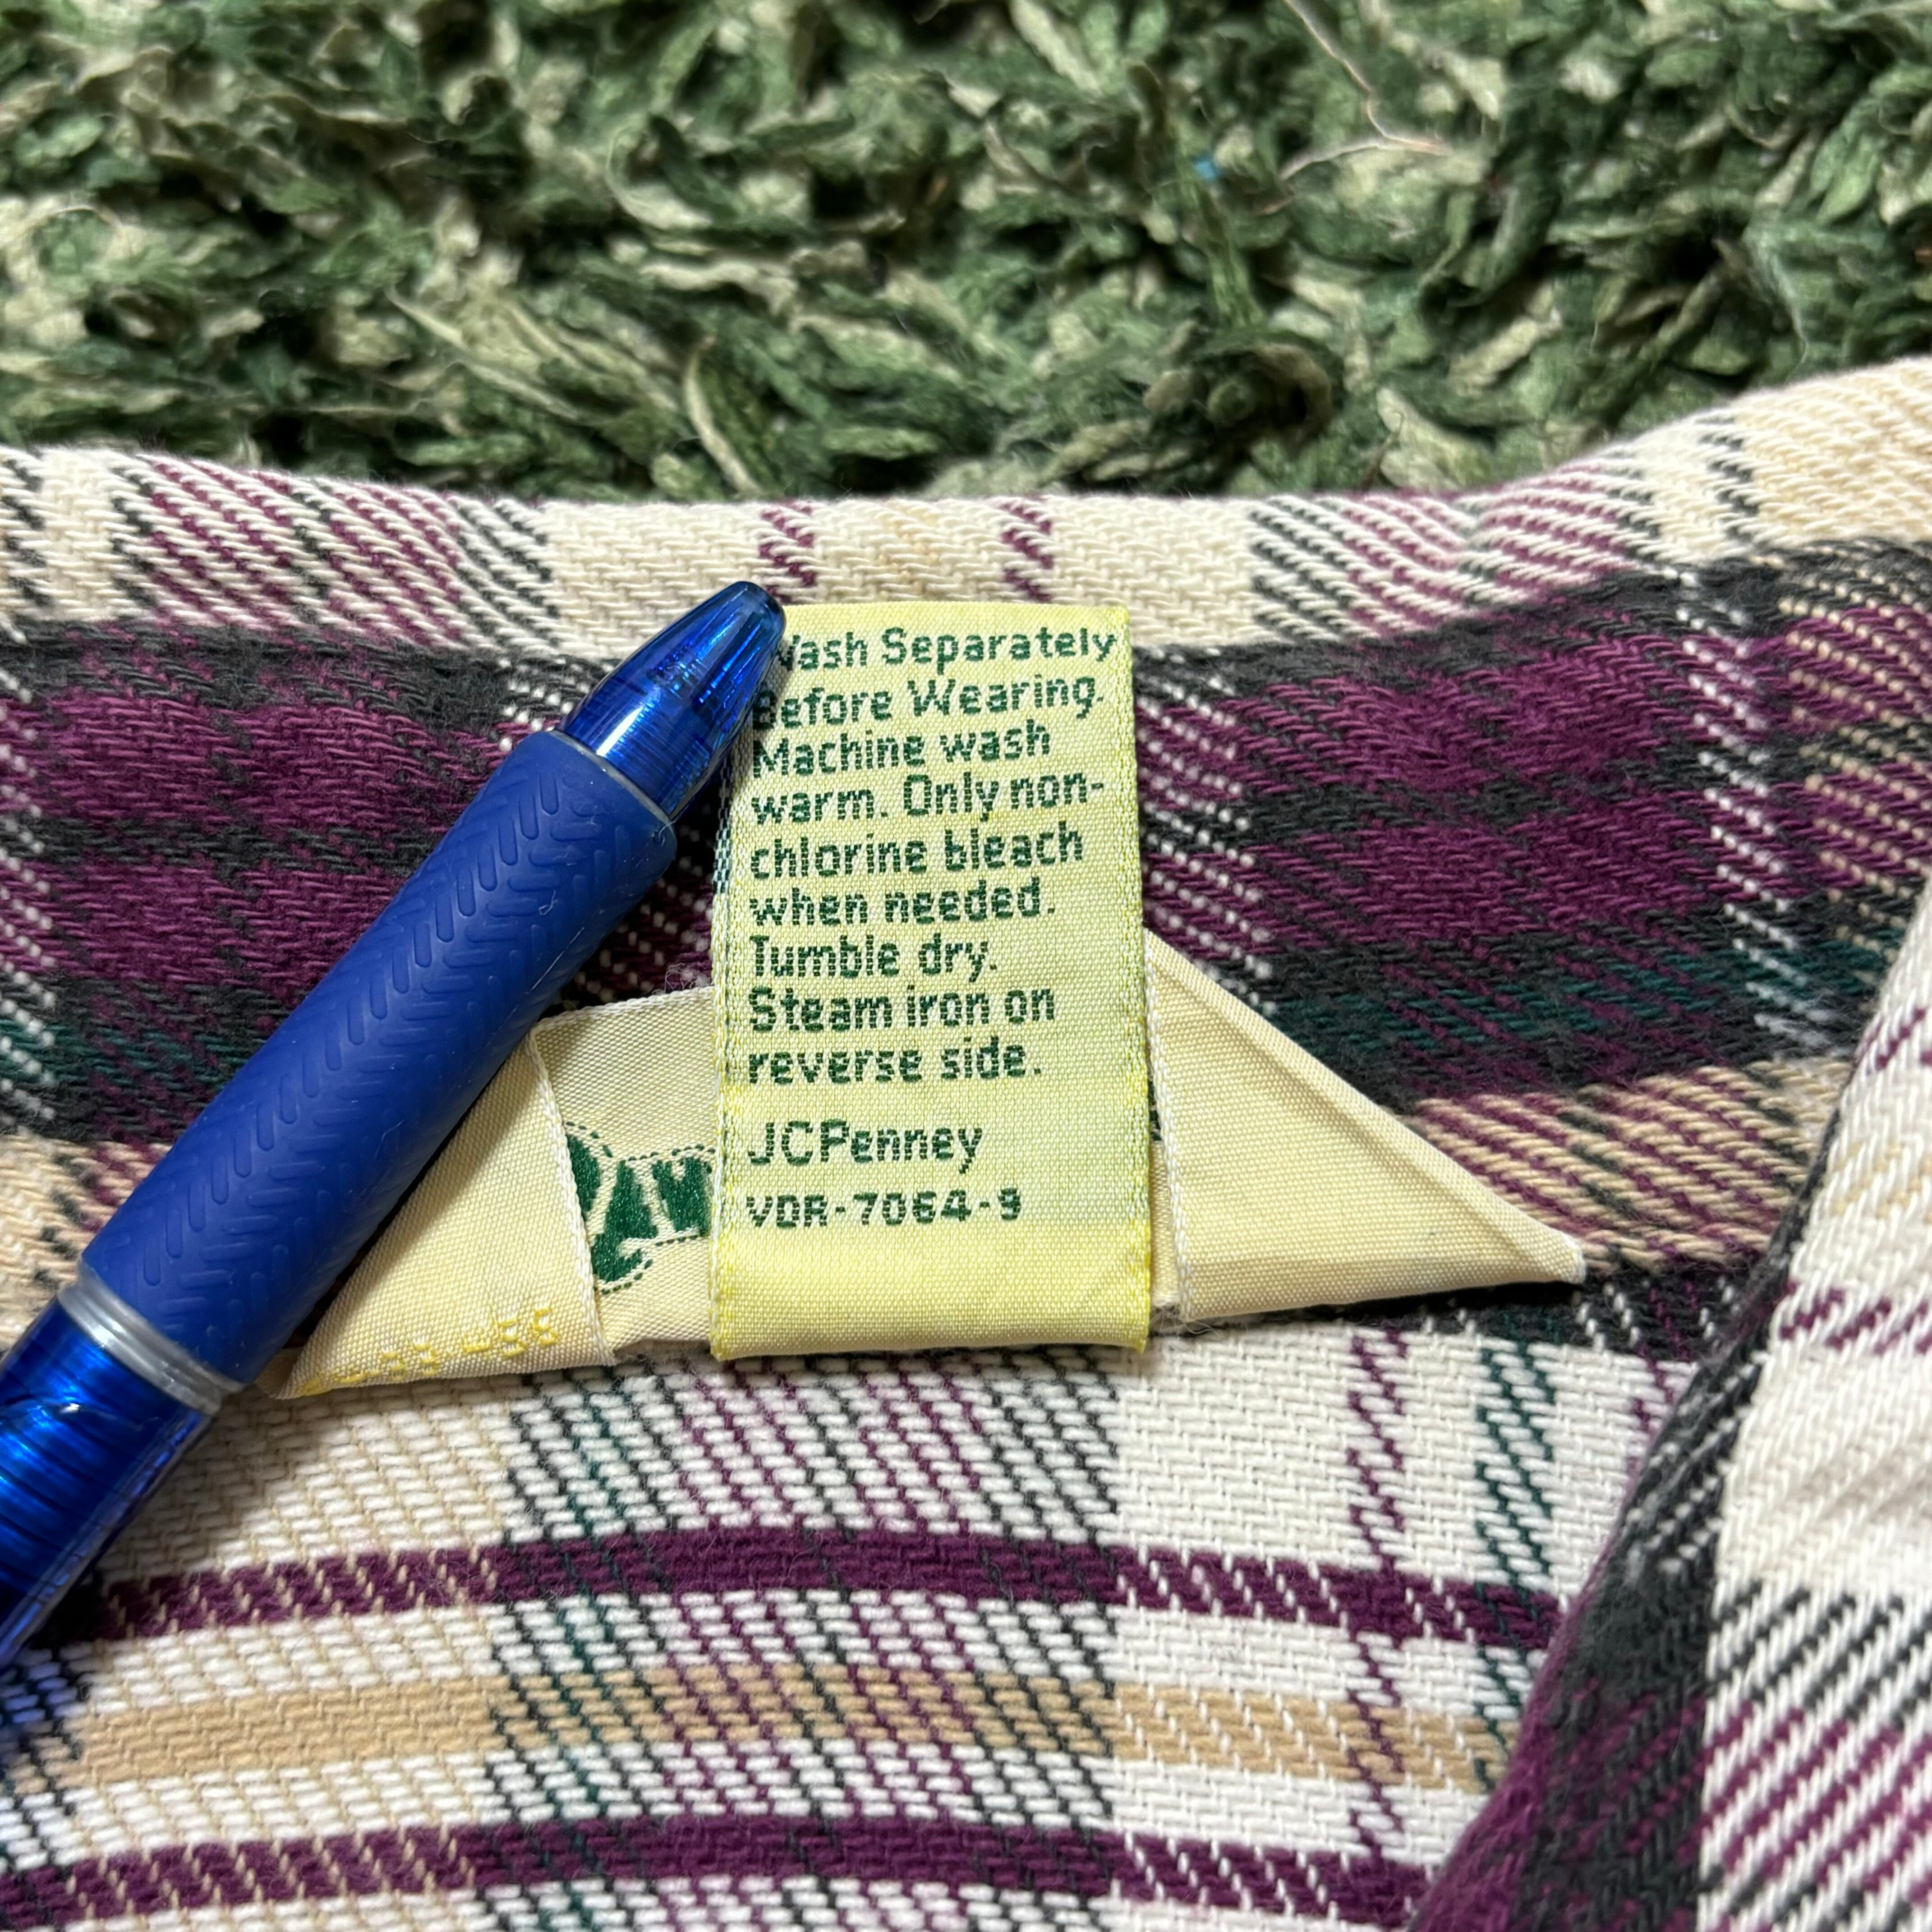 Wash Separately
Before Wearing.
Machine wash
warm. Only non-
chlorine bleach
when needed.
Tumble dry.
Steam iron on
reverse side.
JCPenney
VDR-7064-9